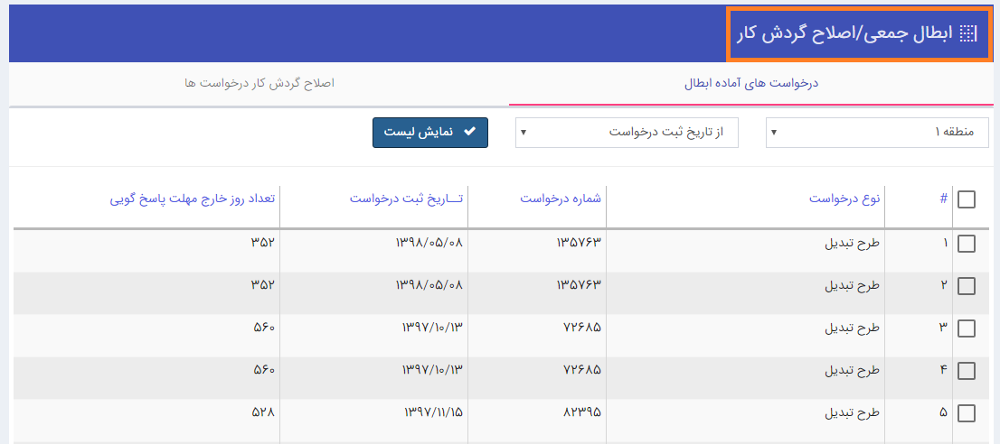 ابطال جمعی/اصلاح گردش کار
درخواست های آماده ابطال اصلاح گردش کار درخواست ها
منطقه ۱ از تاریخ ثبت درخواست نمایش لیست
# نوع درخواست شماره درخواست تــاریخ ثبت درخواست تعداد روز خارج مهلت پاسخ گویی
۱ طرح تبدیل ۱۳۵۷۶۳ ۱۳۹۸/۰۵/۰۸ ۳۵۲
۲ طرح تبدیل ۱۳۵۷۶۳ ۱۳۹۸/۰۵/۰۸ ۳۵۲
۳ طرح تبدیل ۷۲۶۸۵ ۱۳۹۷/۱۰/۱۳ ۵۶۰
۴ طرح تبدیل ۷۲۶۸۵ ۱۳۹۷/۱۰/۱۳ ۵۶۰
۵ طرح تبدیل ۸۲۳۹۵ ۱۳۹۷/۱۱/۱۵ ۵۲۸